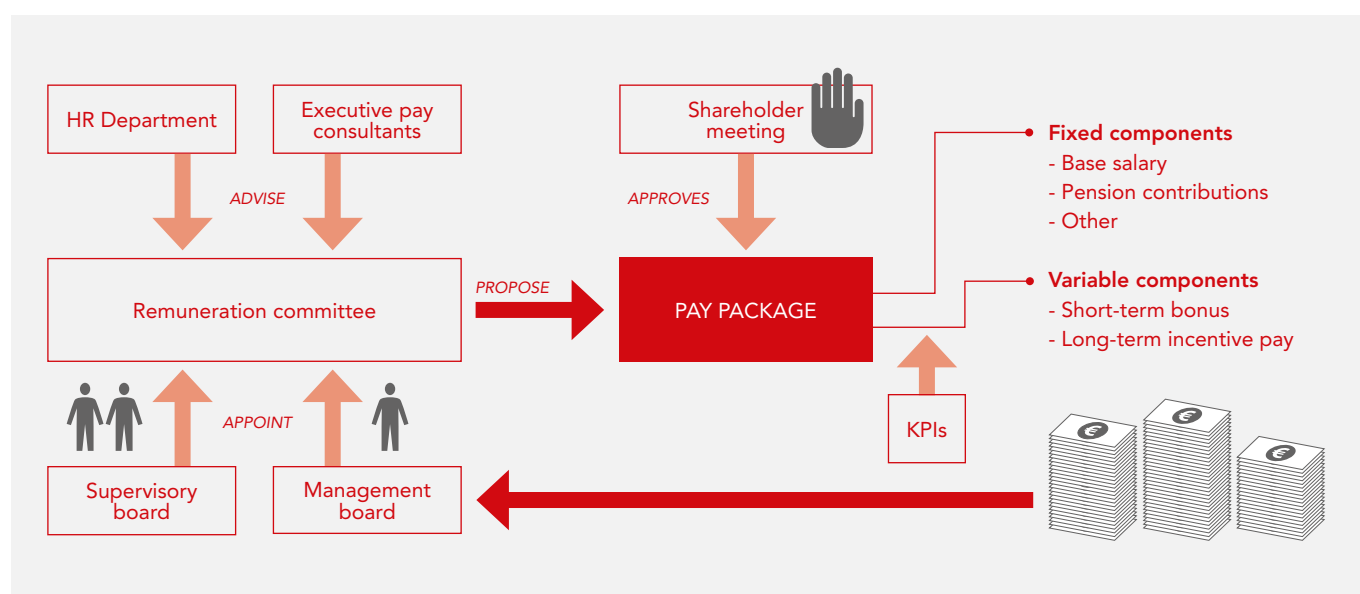 HR Department
Executive pay
consultants
Shareholder
meeting
ADVISE
APPROVES
Fixed components
- Base salary
- Pension contributions
- Other
Remuneration committee
PROPOSE
PAY PACKAGE
Variable components
- Short-term bonus
- Long-term incentive pay
APPOINT
KPIs
Supervisory
board
Management
board
€
€
€